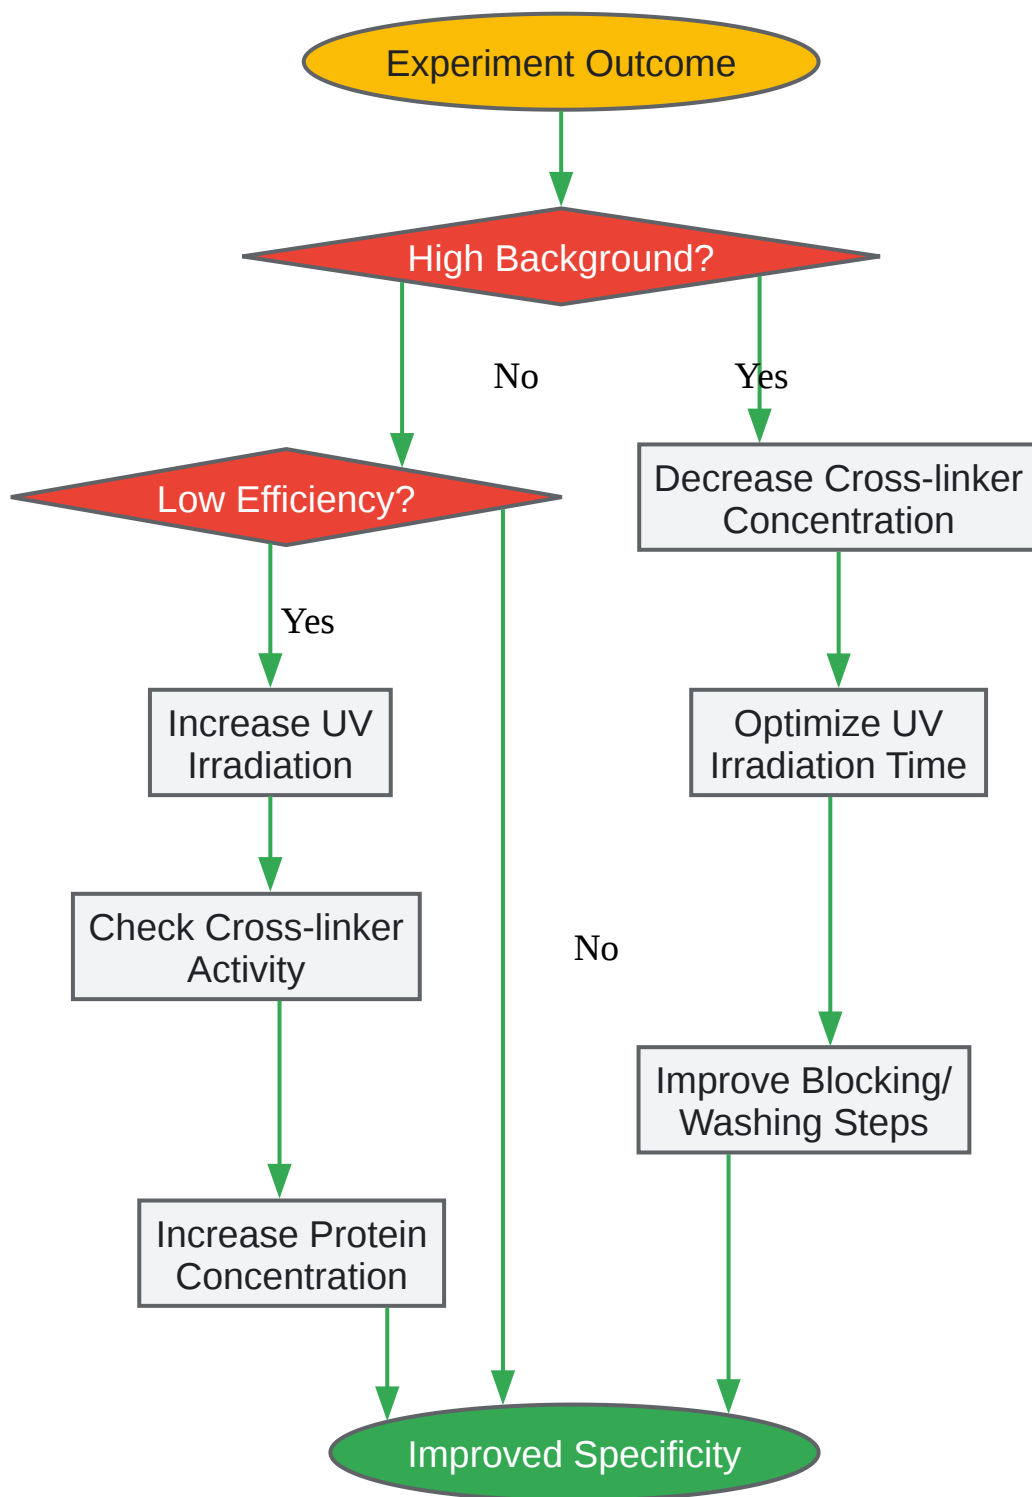 Experiment Outcome
High Background?
No
Yes
Low Efficiency?
Decrease Cross-linker
Concentration
Yes
Increase UV
Irradiation
Optimize UV
Irradiation Time
Check Cross-linker
Activity
No
Improve Blocking/
Washing Steps
Increase Protein
Concentration
Improved Specificity